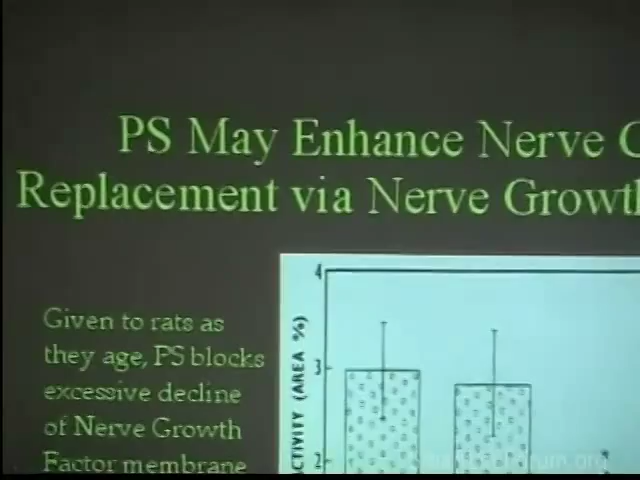 PS May Enhance Nerve
Replacement via Nerve Growth
Given to rats as
they age, PS blocks
excessive decline
of Nerve Growth
Factor membrane
4
3
2
(AREA %)